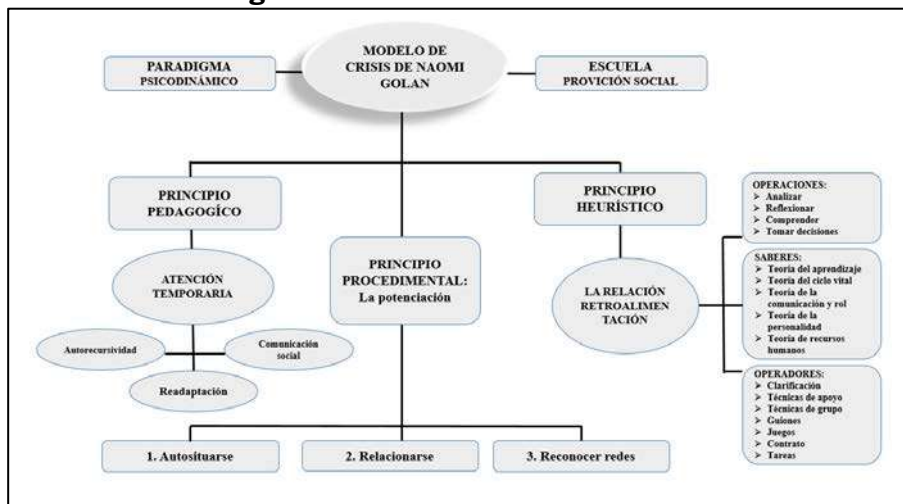 MODELO DE
CRISIS DE NAOMI
GOLAN
PARADIGMA
PSICODINÁMICO
ESCUELA
PROVICIÓN SOCIAL
PRINCIPIO
PEDAGOGÍCO
ATENCIÓN
TEMPORARIA
Autorecursividad
Comunicación
social
Readaptación
PRINCIPIO
PROCEDIMENTAL:
La potenciación
1. Autosituarse
2. Relacionarse
3. Reconocer redes
PRINCIPIO
HEURÍSTICO
LA RELACIÓN
RETROALIMEN
TACIÓN
OPERACIONES:
➢ Analizar
➢ Reflexionar
➢ Comprender
➢ Tomar decisiones
SABERES:
➢ Teoría del aprendizaje
➢ Teoría del ciclo vital
➢ Teoría de la
comunicación y rol
➢ Teoría de la
personalidad
➢ Teoría de recursos
humanos
OPERADORES:
➢ Clarificación
➢ Técnicas de apoyo
➢ Técnicas de grupo
➢ Guiones
➢ Juegos
➢ Contrato
➢ Tareas